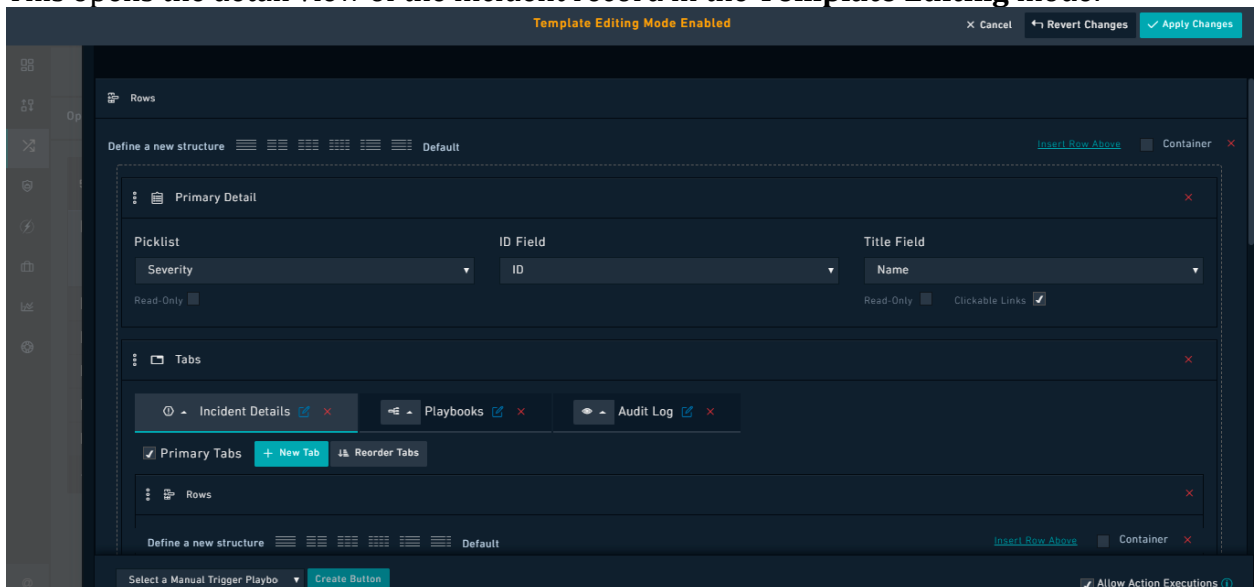 This opens the detail view of the incident record in the Template Editing mode.
Template Editing Mode Enabled
Cancel Revert Changes Apply Changes
Rows
Op
Define a new structure Default Insert Row Above Container
Primary Detail
Picklist ID Field Title Field
Severity ID Name
Read-Only Read-Only Clickable Links
Tabs
Incident Details Playbooks Audit Log
Primary Tabs + New Tab Reorder Tabs
Rows
Define a new structure Default Insert Row Above Container
Select a Manual Trigger Playbo Create Button Allow Action Executions